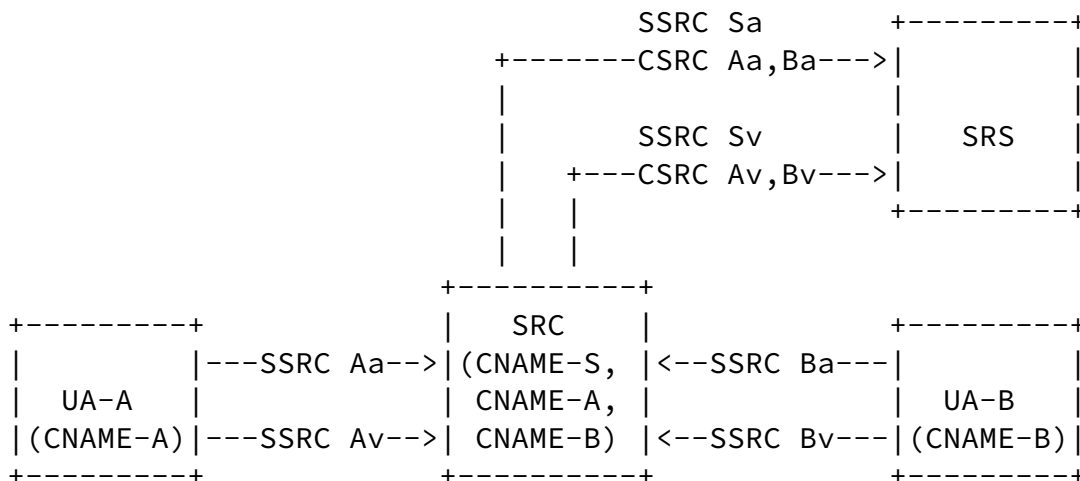 SSRC Sa
CSRC Aa,Ba
SSRC Sv
SRS
CSRC Av,Bv
SRC
SSRC Aa
(CNAME-S,
SSRC Ba
UA-A
CNAME-A,
UA-B
(CNAME-A)
SSRC Av
CNAME-B)
SSRC Bv
(CNAME-B)